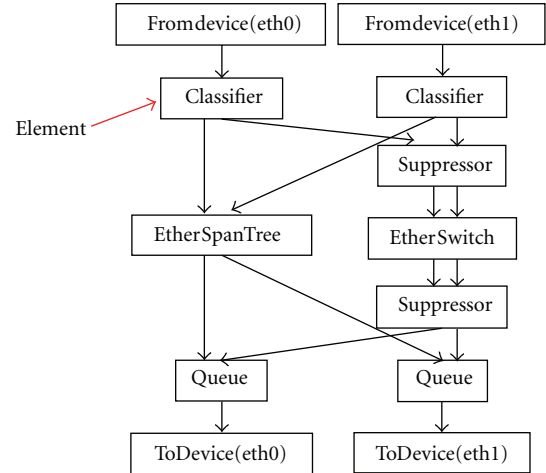 Fromdevice(eth0)
Fromdevice(eth1)
Classifier
Classifier
Element
Suppressor
EtherSpanTree
EtherSwitch
Suppressor
Queue
Queue
ToDevice(eth0)
ToDevice(eth1)